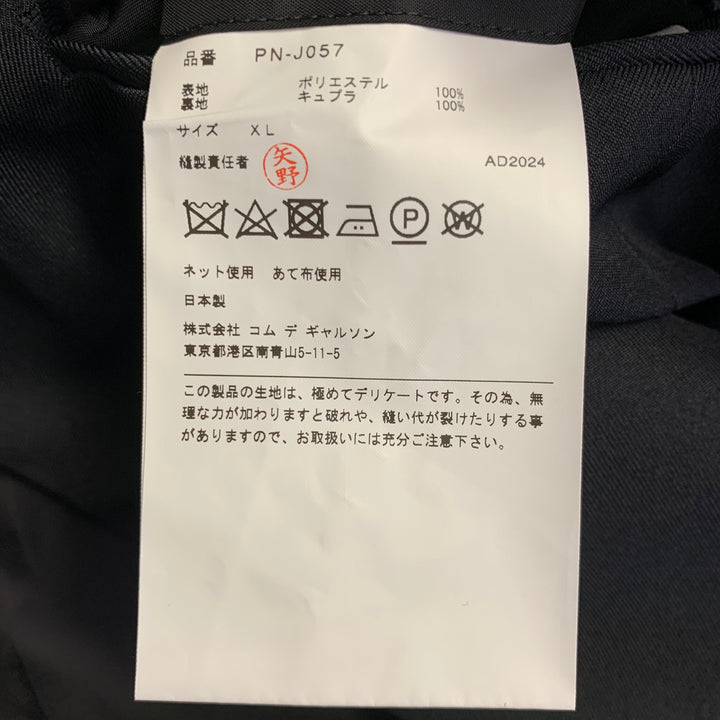 品番 PN-J057
表地 ポリエステル 100%
裏地 キュプラ 100%
サイズ XL
縫製責任者 矢野 AD2024
P W
ネット使用 あて布使用
日本製
株式会社 コム デ ギャルソン
東京都港区南青山5-11-5
この製品の生地は、極めてデリケートです。その為、無
理な力が加わりますと破れや、縫い代が裂けたりする事
がありますので、お取扱いには充分ご注意下さい。